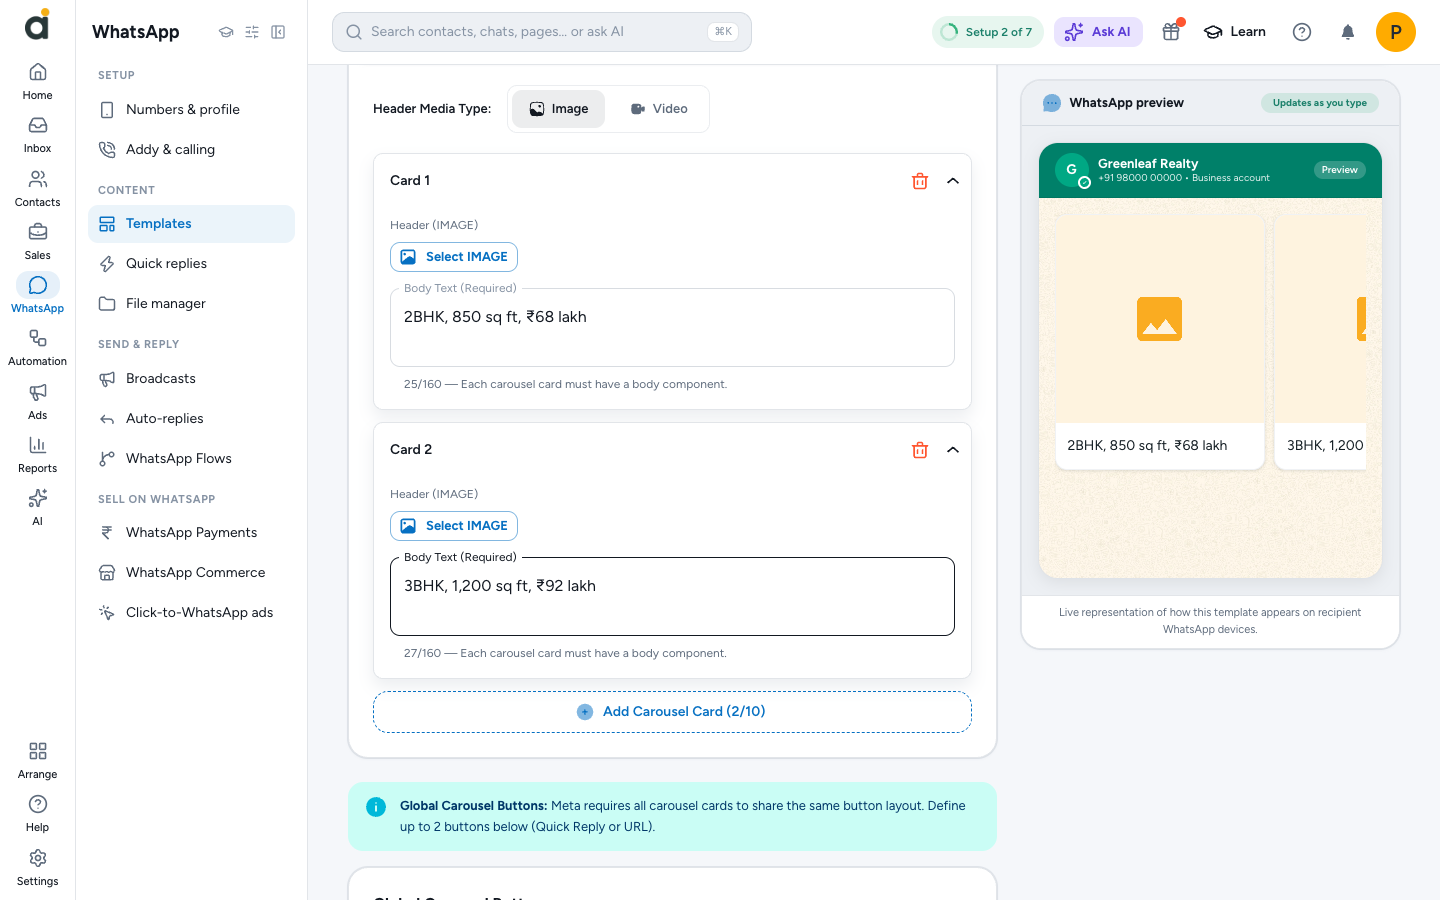 WhatsApp
Search contacts, chats, pages... or ask AI
⌘K
Setup 2 of 7
Ask AI
Learn
P
Home
Inbox
Contacts
Sales
WhatsApp
Automation
Ads
Reports
AI
Arrange
Help
Settings
SETUP
Numbers & profile
Addy & calling
CONTENT
Templates
Quick replies
File manager
SEND & REPLY
Broadcasts
Auto-replies
WhatsApp Flows
SELL ON WHATSAPP
WhatsApp Payments
WhatsApp Commerce
Click-to-WhatsApp ads
Header Media Type:
Image
Video
Card 1
Header (IMAGE)
Select IMAGE
Body Text (Required)
2BHK, 850 sq ft, ₹68 lakh
25/160 — Each carousel card must have a body component.
Card 2
Header (IMAGE)
Select IMAGE
Body Text (Required)
3BHK, 1,200 sq ft, ₹92 lakh
27/160 — Each carousel card must have a body component.
Add Carousel Card (2/10)
Global Carousel Buttons: Meta requires all carousel cards to share the same button layout. Define
up to 2 buttons below (Quick Reply or URL).
WhatsApp preview
Updates as you type
G
Greenleaf Realty
+91 98000 00000 • Business account
Preview
2BHK, 850 sq ft, ₹68 lakh
3BHK, 1,200
Live representation of how this template appears on recipient
WhatsApp devices.